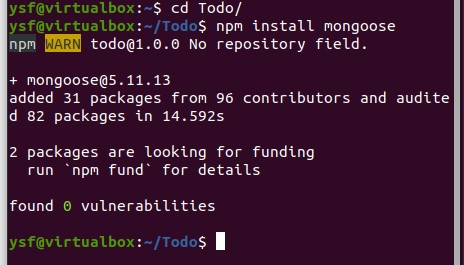 ysf@virtualbox:~$ cd Todo/
ysf@virtualbox:~/Todo$ npm install mongoose
npm WARN todo@1.0.0 No repository field.
+ mongoose@5.11.13
added 31 packages from 96 contributors and audite
d 82 packages in 14.592s
2 packages are looking for funding
  run `npm fund` for details
found 0 vulnerabilities
ysf@virtualbox:~/Todo$